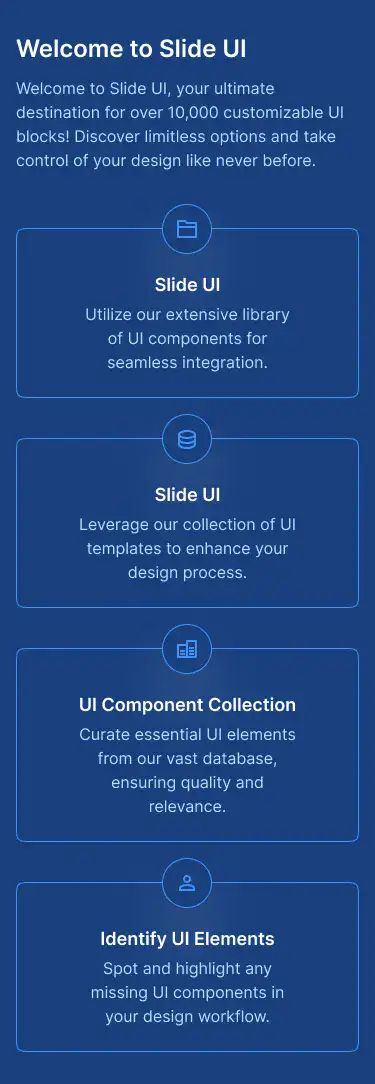 Welcome to Slide UI
Welcome to Slide UI, your ultimate
destination for over 10,000 customizable UI
blocks! Discover limitless options and take
control of your design like never before.
Slide UI
Utilize our extensive library
of UI components for
seamless integration.
Slide UI
Leverage our collection of UI
templates to enhance your
design process.
UI Component Collection
Curate essential UI elements
from our vast database,
ensuring quality and
relevance.
Identify UI Elements
Spot and highlight any
missing UI components in
your design workflow.